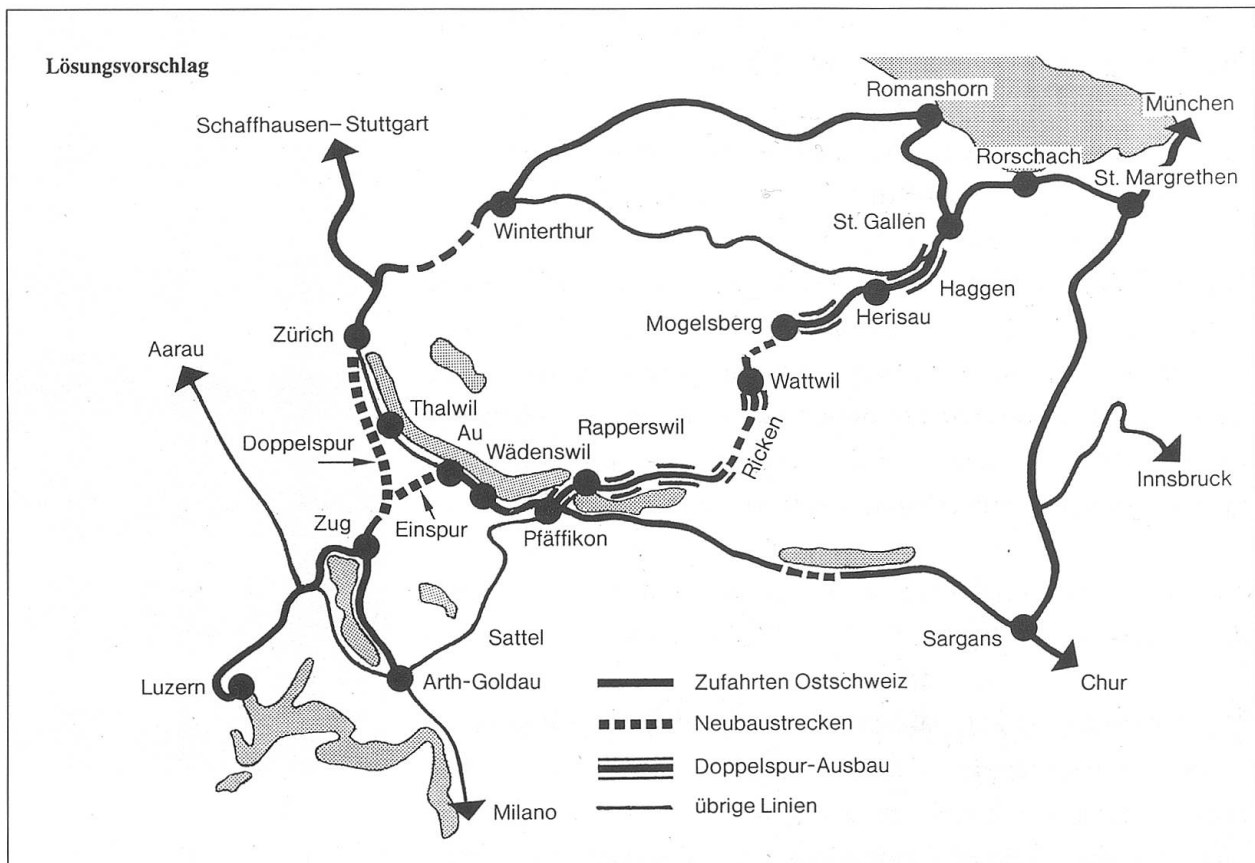 Lösungsvorschlag
Romanshorn
München
Schaffhausen–Stuttgart
Rorschach
St. Margrethen
Winterthur
St. Gallen
Haggen
Herisau
Mogelsberg
Zürich
Aarau
Wattwil
Thalwil
Au
Rapperswil
Doppelspur
Wädenswil
Ricken
Innsbruck
Zug
Einspur
Pfäffikon
Sattel
Sargans
Luzern
Arth-Goldau
Chur
Zufahrten Ostschweiz
Neubaustrecken
Doppelspur-Ausbau
Milano
übrige Linien